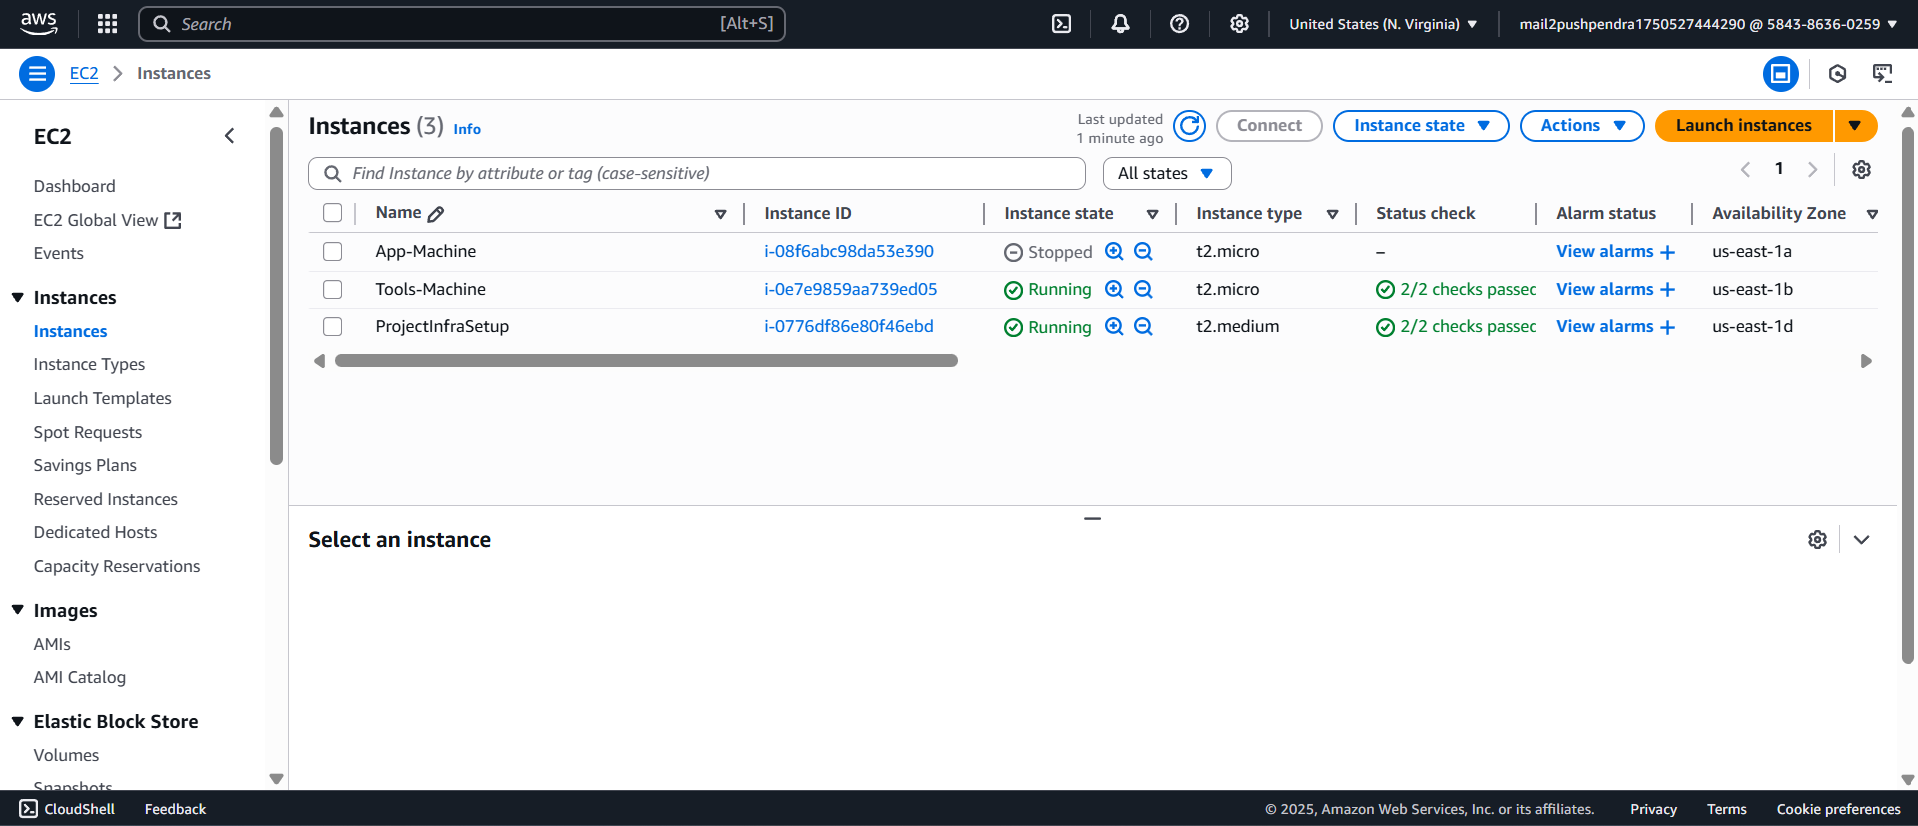 aws
Search [Alt+S]
United States (N. Virginia)
mail2pushpendra1750527444290 @ 5843-8636-0259
EC2 Instances
EC2
Dashboard
EC2 Global View
Events
Instances
Instances
Instance Types
Launch Templates
Spot Requests
Savings Plans
Reserved Instances
Dedicated Hosts
Capacity Reservations
Images
AMIs
AMI Catalog
Elastic Block Store
Volumes
Snapshots
Instances (3) Info
Last updated
1 minute ago
Connect
Instance state
Actions
Launch instances
Find Instance by attribute or tag (case-sensitive)
All states
1
Name Instance ID Instance state Instance type Status check Alarm status Availability Zone
App-Machine i-08f6abc98da53e390 Stopped t2.micro – View alarms + us-east-1a
Tools-Machine i-0e7e9859aa739ed05 Running t2.micro 2/2 checks passed View alarms + us-east-1b
ProjectInfraSetup i-0776df86e80f46ebd Running t2.medium 2/2 checks passed View alarms + us-east-1d
Select an instance
CloudShell Feedback
© 2025, Amazon Web Services, Inc. or its affiliates. Privacy Terms Cookie preferences